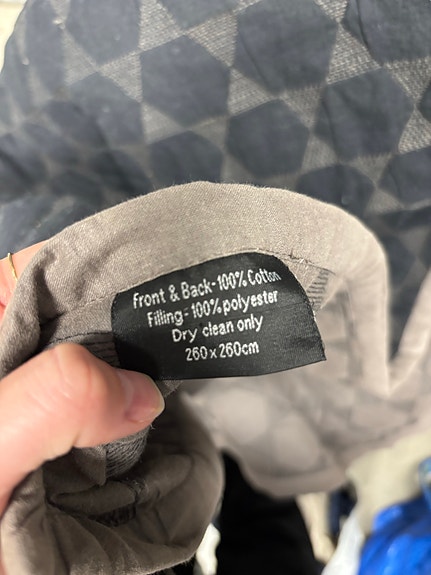 Front & Back-100% Cotton
Filling-100% polyester
Dry clean only
260 x 260cm